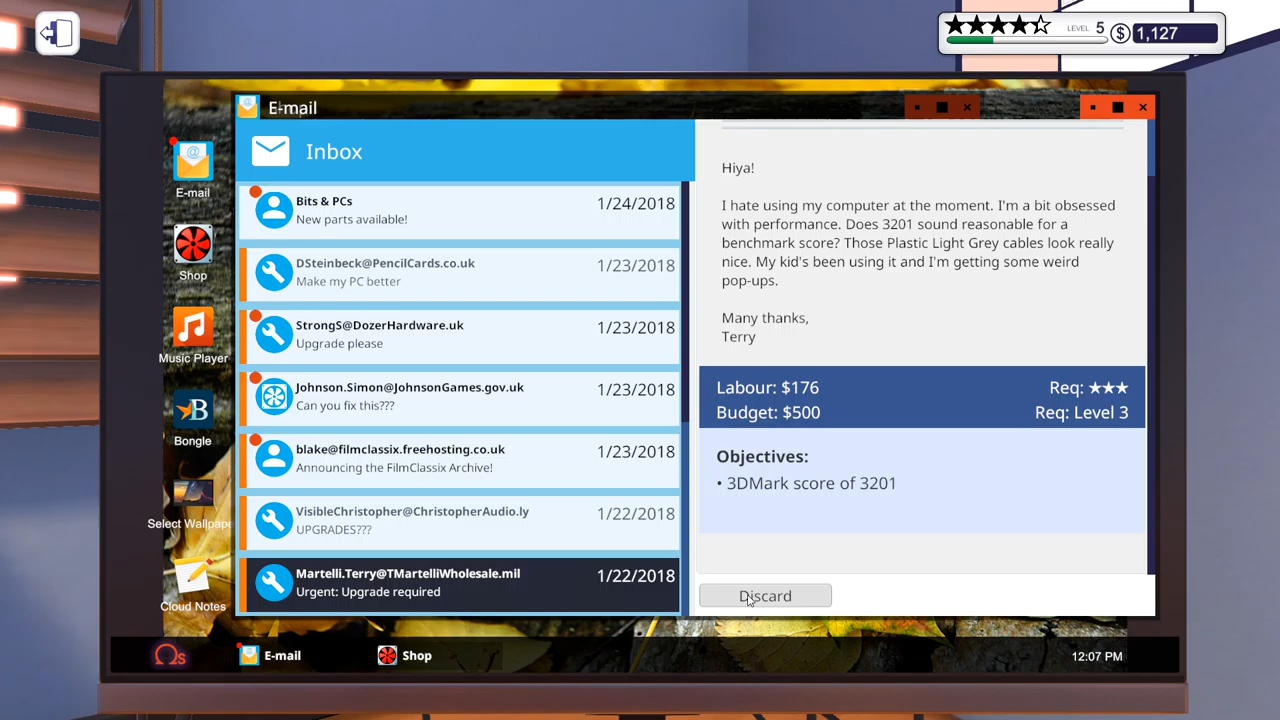 LEVEL 5
$ 1,127
E-mail
Inbox
E-mail
Shop
Music Player
B
Bongle
Select Wallpape
Cloud Notes
Bits & PCs
1/24/2018
New parts available!
DSteinbeck@PencilCards.co.uk
1/23/2018
Make my PC better
StrongS@DozerHardware.uk
1/23/2018
Upgrade please
Johnson.Simon@JohnsonGames.gov.uk
1/23/2018
Can you fix this???
blake@filmclassix.freehosting.co.uk
1/23/2018
Announcing the FilmClassix Archive!
VisibleChristopher@ChristopherAudio.ly
1/22/2018
UPGRADES???
Martelli.Terry@TMartelliWholesale.mil
1/22/2018
Urgent: Upgrade required
Hiya!
I hate using my computer at the moment. I'm a bit obsessed
with performance. Does 3201 sound reasonable for a
benchmark score? Those Plastic Light Grey cables look really
nice. My kid's been using it and I'm getting some weird
pop-ups.
Many thanks,
Terry
Labour: $176
Req: ★★★
Budget: $500
Req: Level 3
Objectives:
• 3DMark score of 3201
Discard
Ωs
E-mail
Shop
12:07 PM